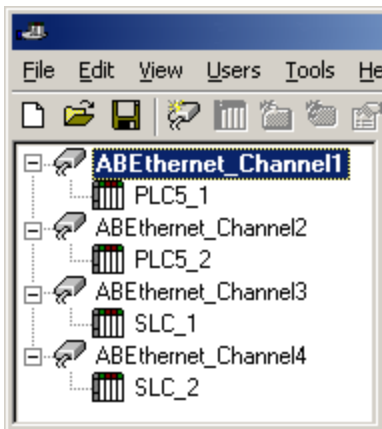 File Edit View Users Tools He
ABEthernet_Channel1
PLC5_1
ABEthernet_Channel2
PLC5_2
ABEthernet_Channel3
SLC_1
ABEthernet_Channel4
SLC_2